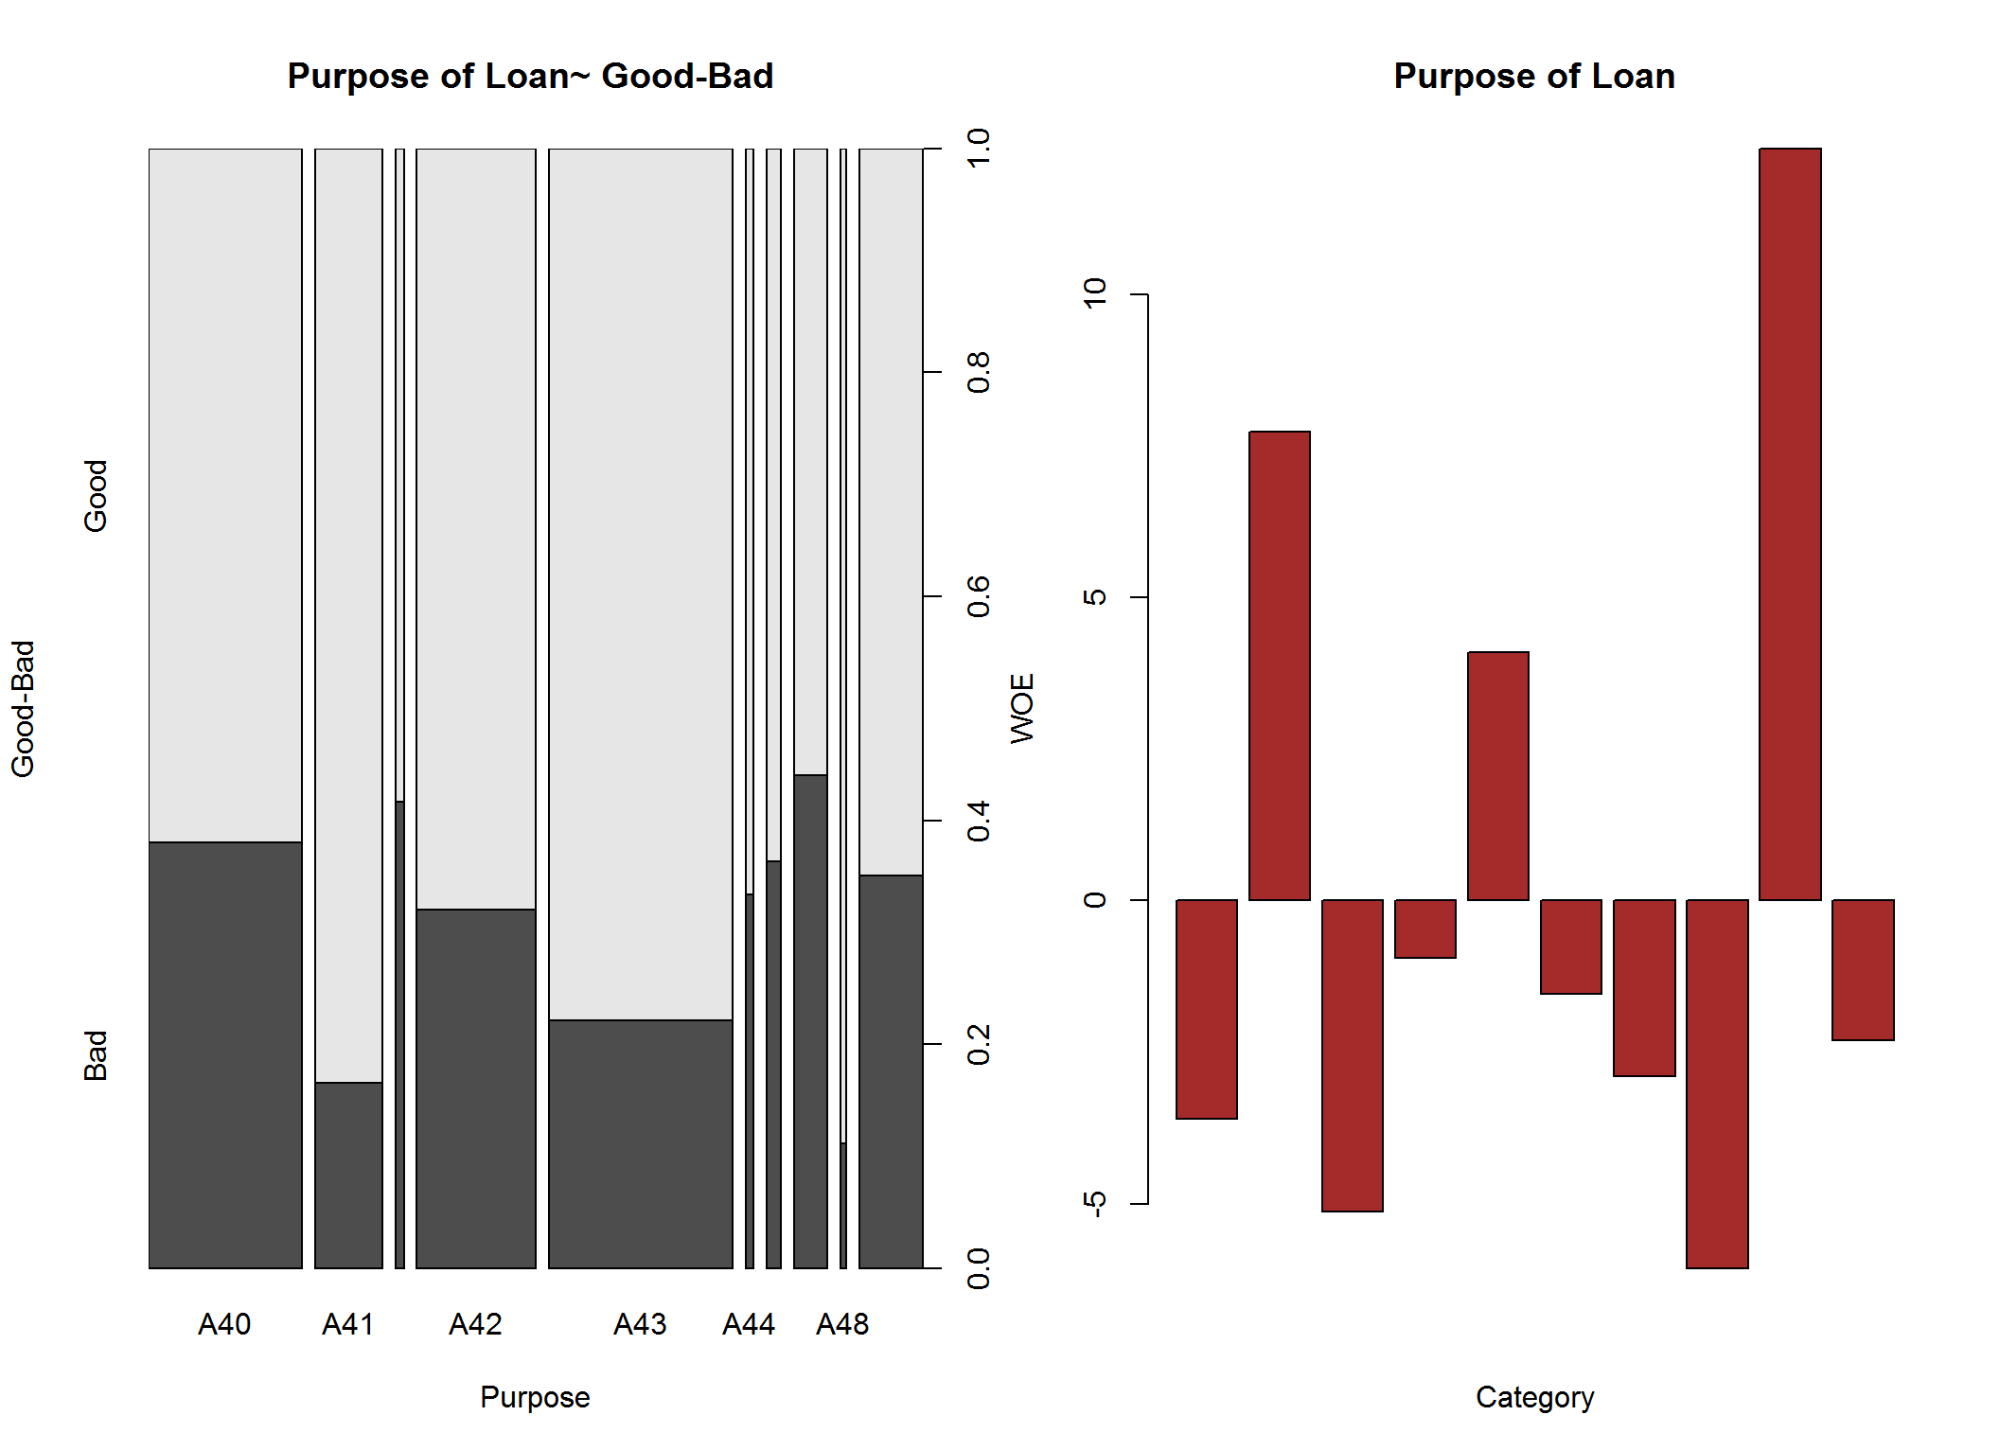 Purpose of Loan~ Good-Bad
Good-Bad
Good
Bad
1.0
0.8
0.6
0.4
0.2
0.0
A40 A41 A42 A43 A44 A48
Purpose
Purpose of Loan
WOE
10
5
0
-5
Category